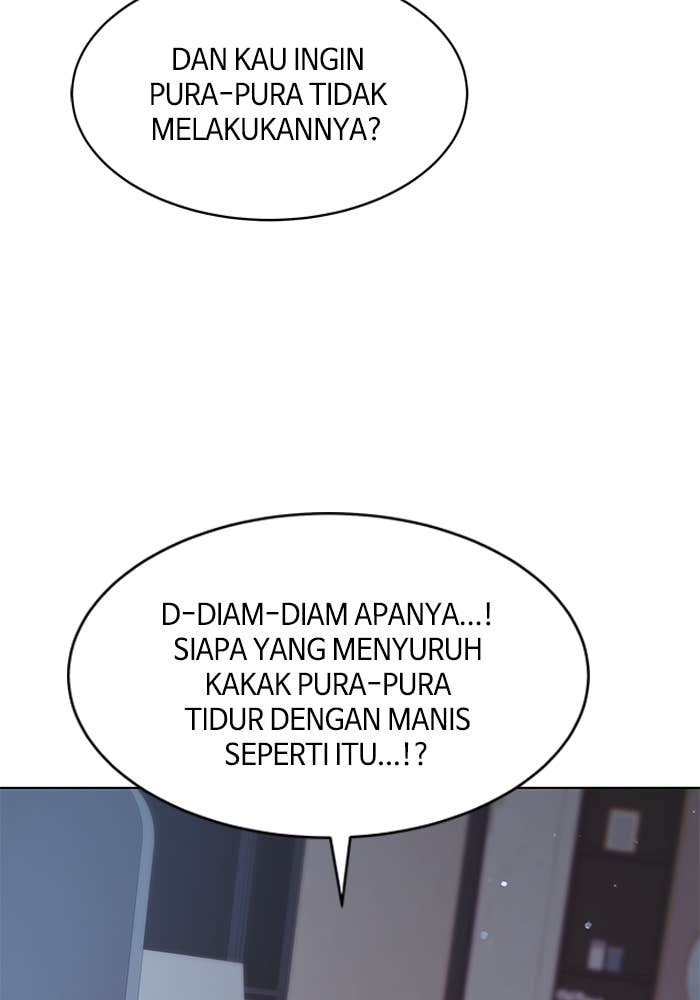 DAN KAU INGIN
PURA-PURA TIDAK
MELAKUKANNYA?
D-DIAM-DIAM APANYA...!
SIAPA YANG MENYURUH
KAKAK PURA-PURA
TIDUR DENGAN MANIS
SEPERTI ITU...!?